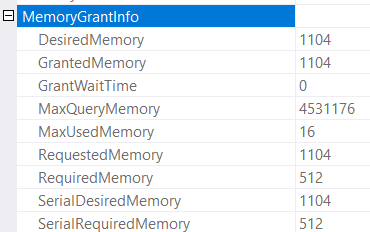 MemoryGrantInfo
DesiredMemory 1104
GrantedMemory 1104
GrantWaitTime 0
MaxQueryMemory 4531176
MaxUsedMemory 16
RequestedMemory 1104
RequiredMemory 512
SerialDesiredMemory 1104
SerialRequiredMemory 512